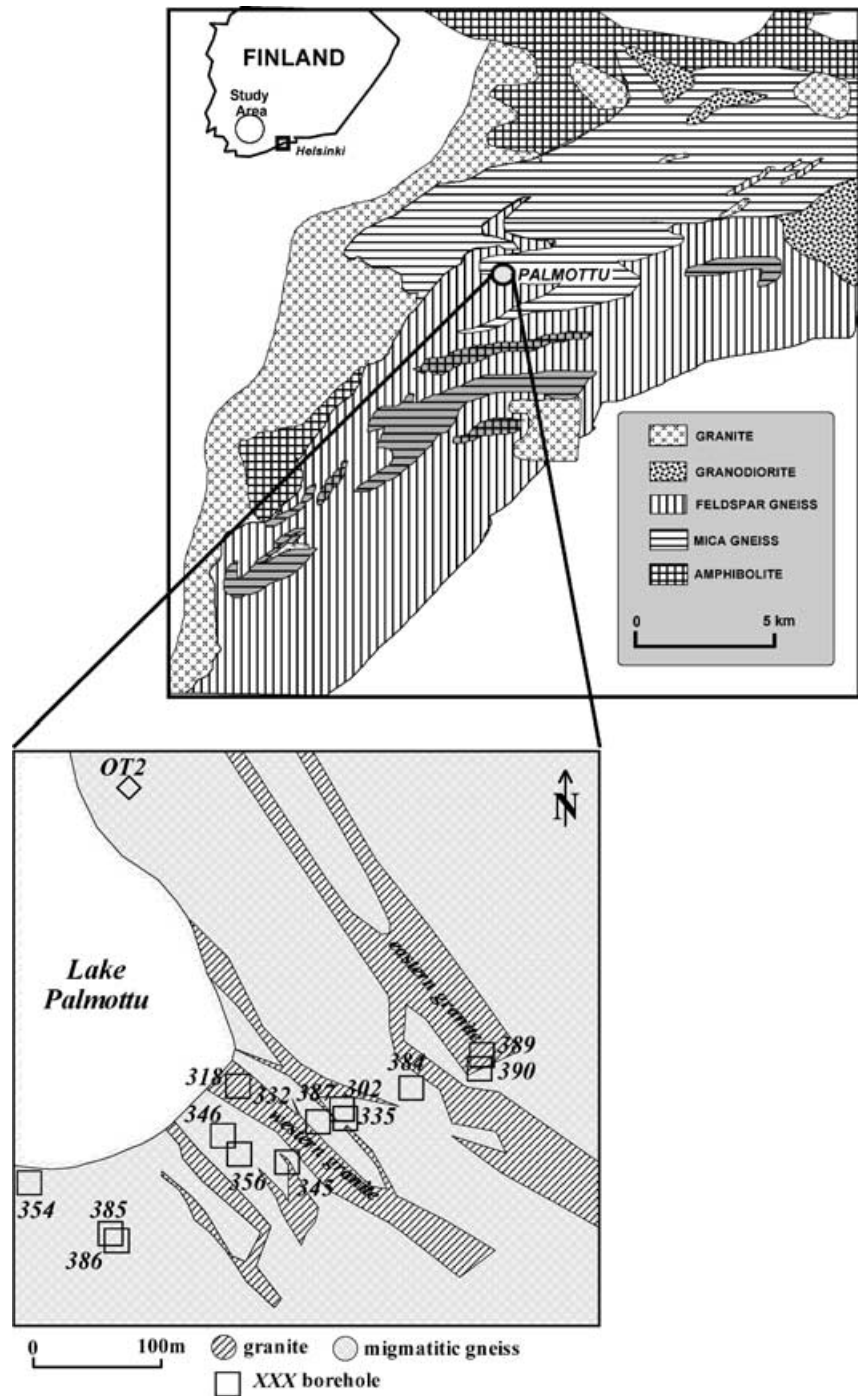 FINLAND
Study
Area
Helsinki
PALMOTTU
GRANITE
GRANODIORITE
FELDSPAR GNEISS
MICA GNEISS
AMPHIBOLITE
0 5 km
OT2
N
Lake
Palmottu
eastern granite
389
390
384
318
332
387
302
335
346
western granite
356
345
354
385
386
0 100m
granite
migmatitic gneiss
XXX borehole